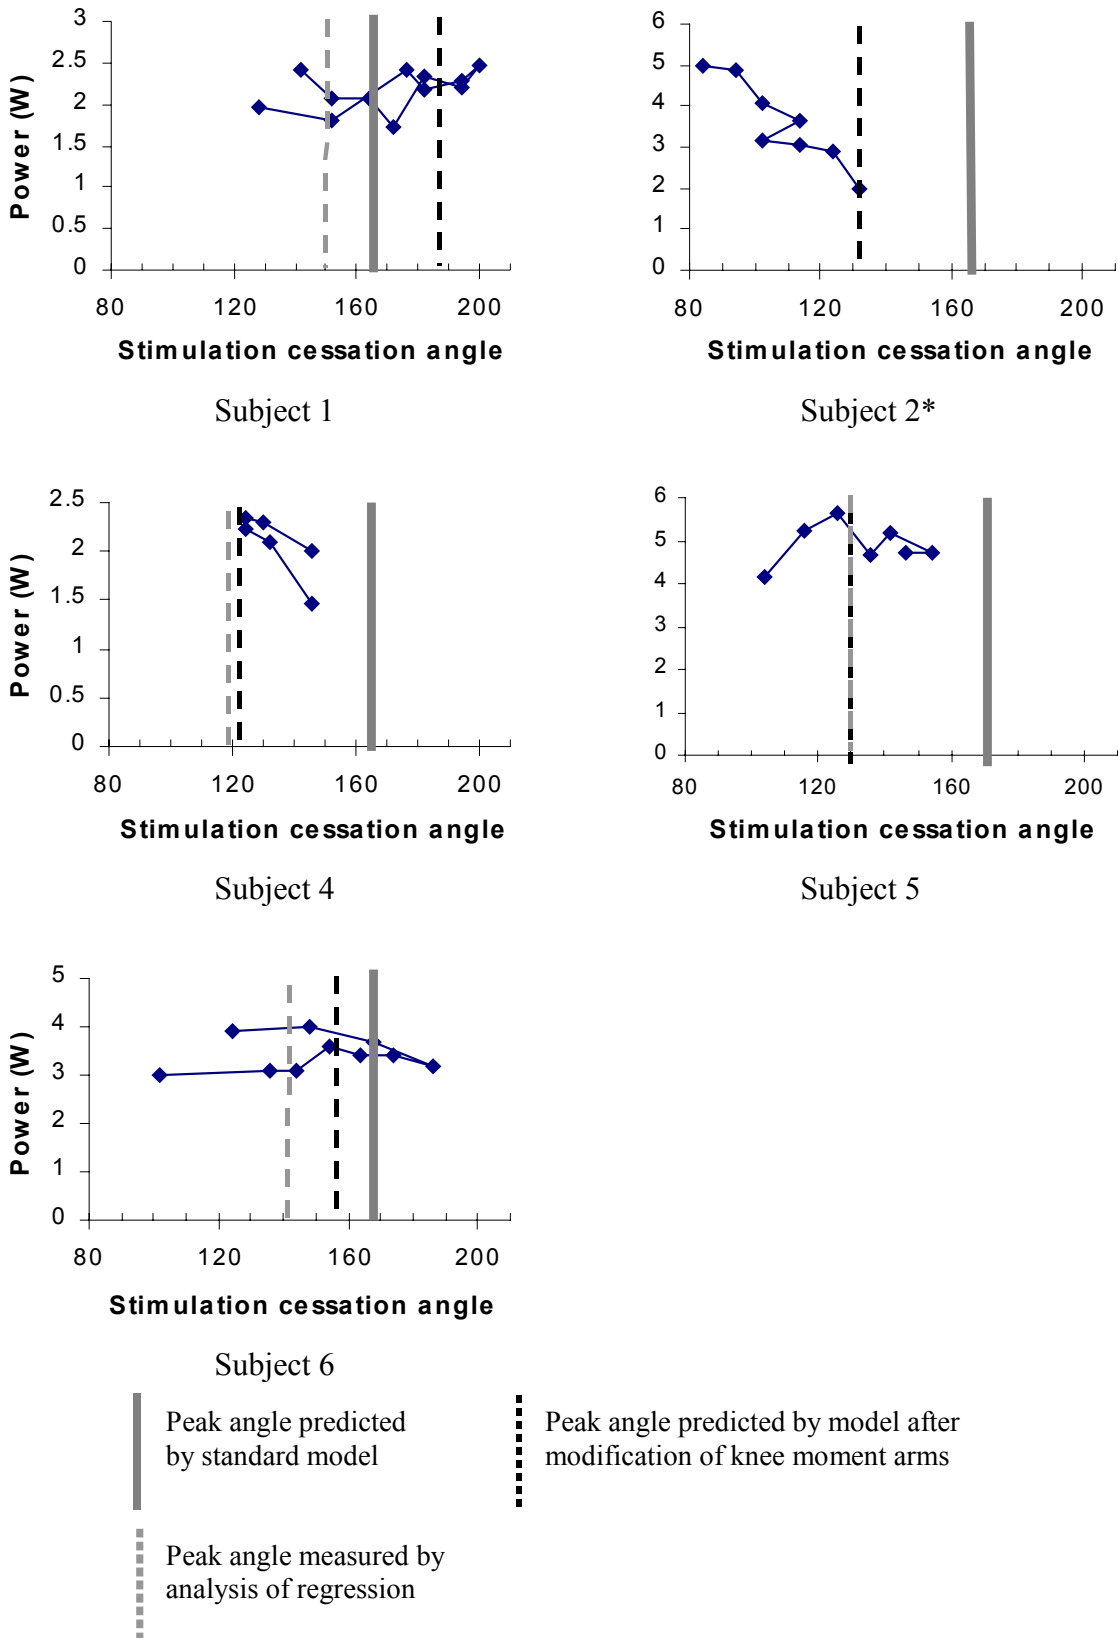 3
2.5
2
1.5
1
0.5
0
Power (W)
80 120 160 200
Stimulation cessation angle
Subject 1
6
5
4
3
2
1
0
80 120 160 200
Stimulation cessation angle
Subject 2*
2.5
2
1.5
1
0.5
0
Power (W)
80 120 160 200
Stimulation cessation angle
Subject 4
6
5
4
3
2
1
0
80 120 160 200
Stimulation cessation angle
Subject 5
5
4
3
2
1
0
Power (W)
80 120 160 200
Stimulation cessation angle
Subject 6
Peak angle predicted
by standard model
Peak angle predicted by model after
modification of knee moment arms
Peak angle measured by
analysis of regression